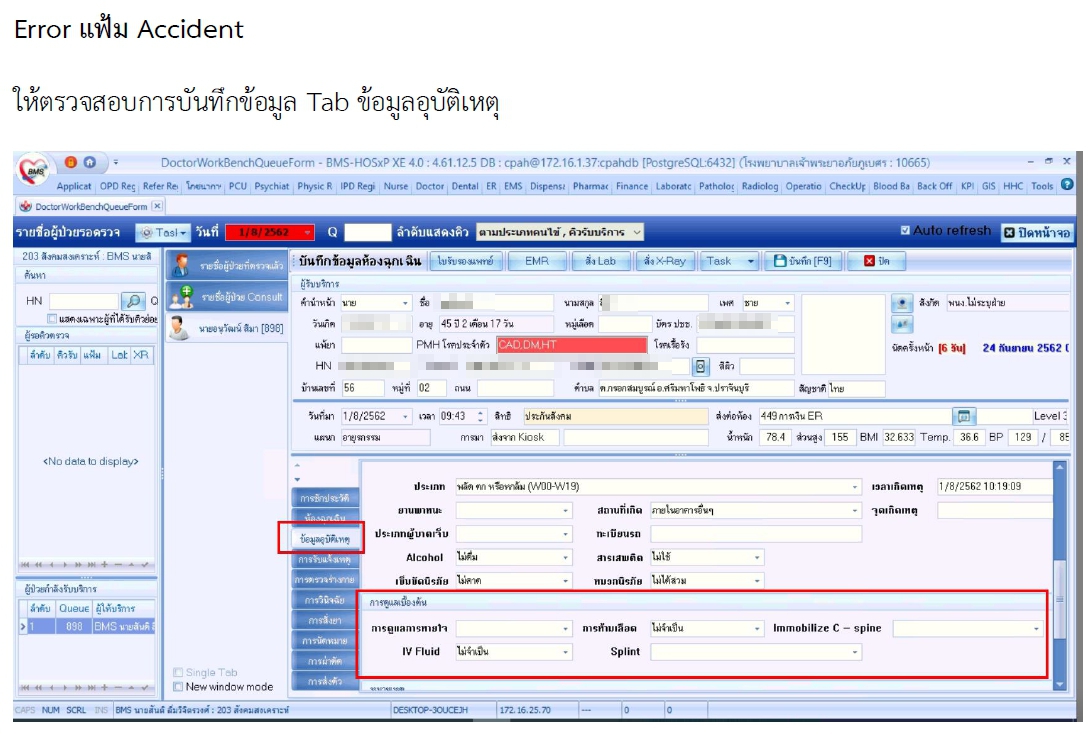 Error แฟ้ม Accident
ให้ตรวจสอบการบันทึกข้อมูล Tab ข้อมูลอุบัติเหตุ
DoctorWorkBenchQueueForm - BMS-HOSxP XE 4.0 : 4.61.12.5 DB : cpah@172.16.1.37:cpahdb [PostgreSQL:6432] (โรงพยาบาลเจ้าพระยาอภัยภูเบศร : 10665)
BMS
Applicat OPD Reg Refer Re โภชนาการ PCU Psychiat Physic R IPD Regi Nurse Doctor Dental ER EMS Dispens Pharmac Finance Laboratc Patholog Radiolog Operatio CheckUp Blood Ba Back Off KPI GIS HHC Tools
DoctorWorkBenchQueueForm
รายชื่อผู้ป่วยรอตรวจ Tasl วันที่ 1/8/2562 Q ลำดับแสดงคิว ตามประเภทคนไข้ , คิวรับบริการ Auto refresh ปิดหน้าจอ
203 สังคมสงเคราะห์ : BMS นายสั
ค้นหา
HN Q
แสดงเฉพาะผู้ที่ได้รับคิวย่อย
ผู้รอคิวตรวจ
ลำดับ คิวรับ แฟ้ม Lab XR
<No data to display>
ผู้ป่วยกำลังรับบริการ
ลำดับ Queue ผู้ให้บริการ
1 898 BMS นายสันติ
รายชื่อผู้ป่วยที่ตรวจแล้ว
รายชื่อผู้ป่วย Consult
นายอนุวัฒน์ สีมา [898]
Single Tab
New window mode
บันทึกข้อมูลห้องฉุกเฉิน ใบรับรองแพทย์ EMR สั่ง Lab สั่ง X-Ray Task บันทึก [F9] ปิด
ผู้รับบริการ
คำนำหน้า นาย ชื่อ นามสกุล เพศ ชาย สังกัด พนง.ไม่ระบุฝ่าย
วันเกิด อายุ 45 ปี 2 เดือน 17 วัน หมู่เลือด บัตร ปชช.
แพ้ยา PMH โรคประจำตัว CAD,DM,HT โรคเรื้อรัง นัดครั้งหน้า [6 วัน] 24 กันยายน 2562 (
HN สีผิว
บ้านเลขที่ 56 หมู่ที่ 02 ถนน ตำบล ต.กรอกสมบูรณ์ อ.ศรีมหาโพธิ จ.ปราจีนบุรี สัญชาติ ไทย
วันที่มา 1/8/2562 เวลา 09:43 สิทธิ ประกันสังคม ส่งต่อห้อง 449 การเงิน ER Level 3
แผนก อายุรกรรม การมา ส่งจาก Kiosk น้ำหนัก 78.4 ส่วนสูง 155 BMI 32.633 Temp. 36.6 BP 129 / 85
การซักประวัติ
ห้องฉุกเฉิน
ข้อมูลอุบัติเหตุ
การรับแจ้งเหตุ
การตรวจร่างกาย
การวินิจฉัย
การสั่งยา
การนัดหมาย
การผ่าตัด
การส่งตัว
ประเภท พลัด ตก หรือหกล้ม (W00-W19) เวลาเกิดเหตุ 1/8/2562 10:19:09
ยานพาหนะ สถานที่เกิด ภายในอาคารอื่นๆ จุดเกิดเหตุ
ประเภทผู้บาดเจ็บ ทะเบียนรถ
Alcohol ไม่ดื่ม สารเสพติด ไม่ใช้
เข็มขัดนิรภัย ไม่คาด หมวกนิรภัย ไม่ได้สวม
การดูแลเบื้องต้น
การดูแลการหายใจ การห้ามเลือด ไม่จำเป็น Immobilize C – spine
IV Fluid ไม่จำเป็น Splint
CAPS NUM SCRL INS BMS นายสันติ ลิ้มวิจิตรวงศ์ : 203 สังคมสงเคราะห์ DESKTOP-3OUCEJH 172.16.25.70 --- 0 0